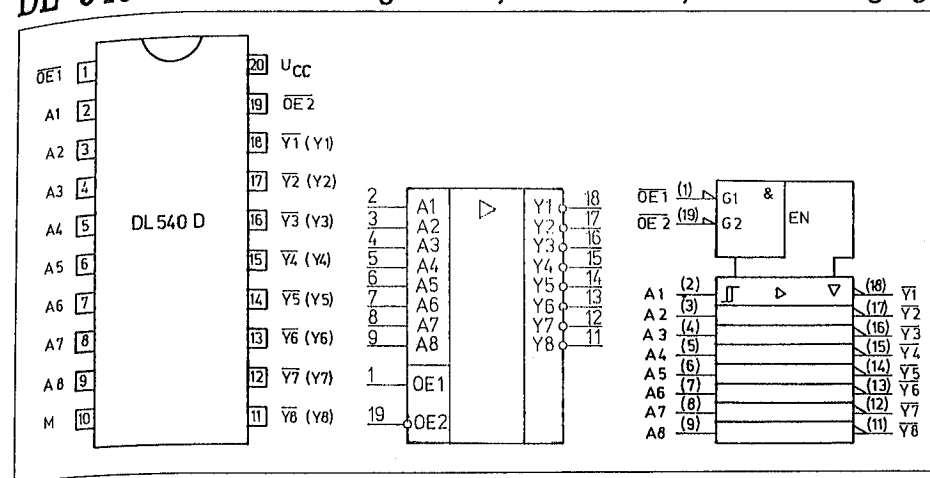 DL 540
OE1 1
A1 2
A2 3
A3 4
A4 5
A5 6
A6 7
A7 8
A8 9
M 10
DL 540 D
20 UCC
19 OE2
18 Y1 (Y1)
17 Y2 (Y2)
16 Y3 (Y3)
15 Y4 (Y4)
14 Y5 (Y5)
13 Y6 (Y6)
12 Y7 (Y7)
11 Y8 (Y8)
2 A1 ▷ Y1 18
3 A2 Y2 17
4 A3 Y3 16
5 A4 Y4 15
6 A5 Y5 14
7 A6 Y6 13
8 A7 Y7 12
9 A8 Y8 11
1 OE1
19 OE2
OE1 (1) G1 &
OE2 (19) G2 EN
A1 (2) ▷ ▽ (18) Y1
A2 (3) (17) Y2
A3 (4) (16) Y3
A4 (5) (15) Y4
A5 (6) (14) Y5
A6 (7) (13) Y6
A7 (8) (12) Y7
A8 (9) (11) Y8